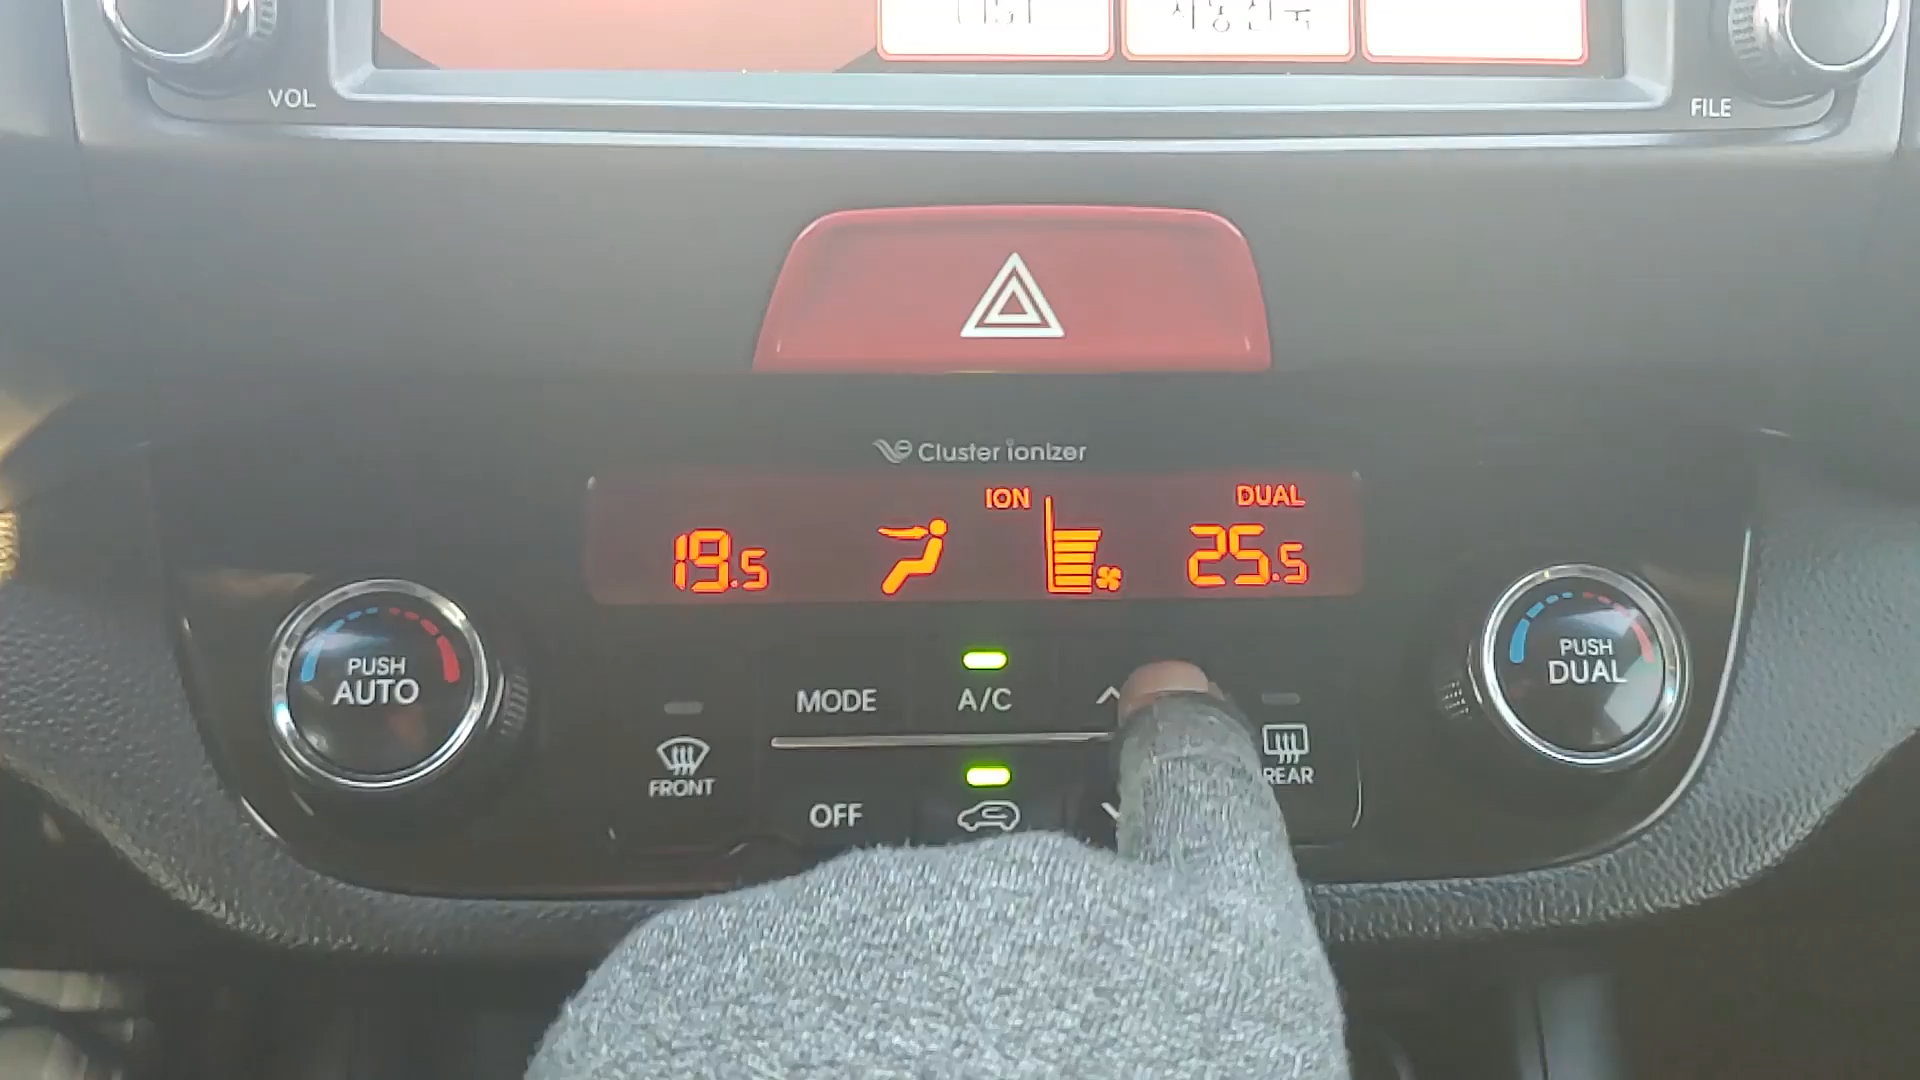 VOL
FILE
Cluster ionizer
ION
DUAL
19.5
25.5
PUSH
AUTO
PUSH
DUAL
MODE
A/C
FRONT
REAR
OFF